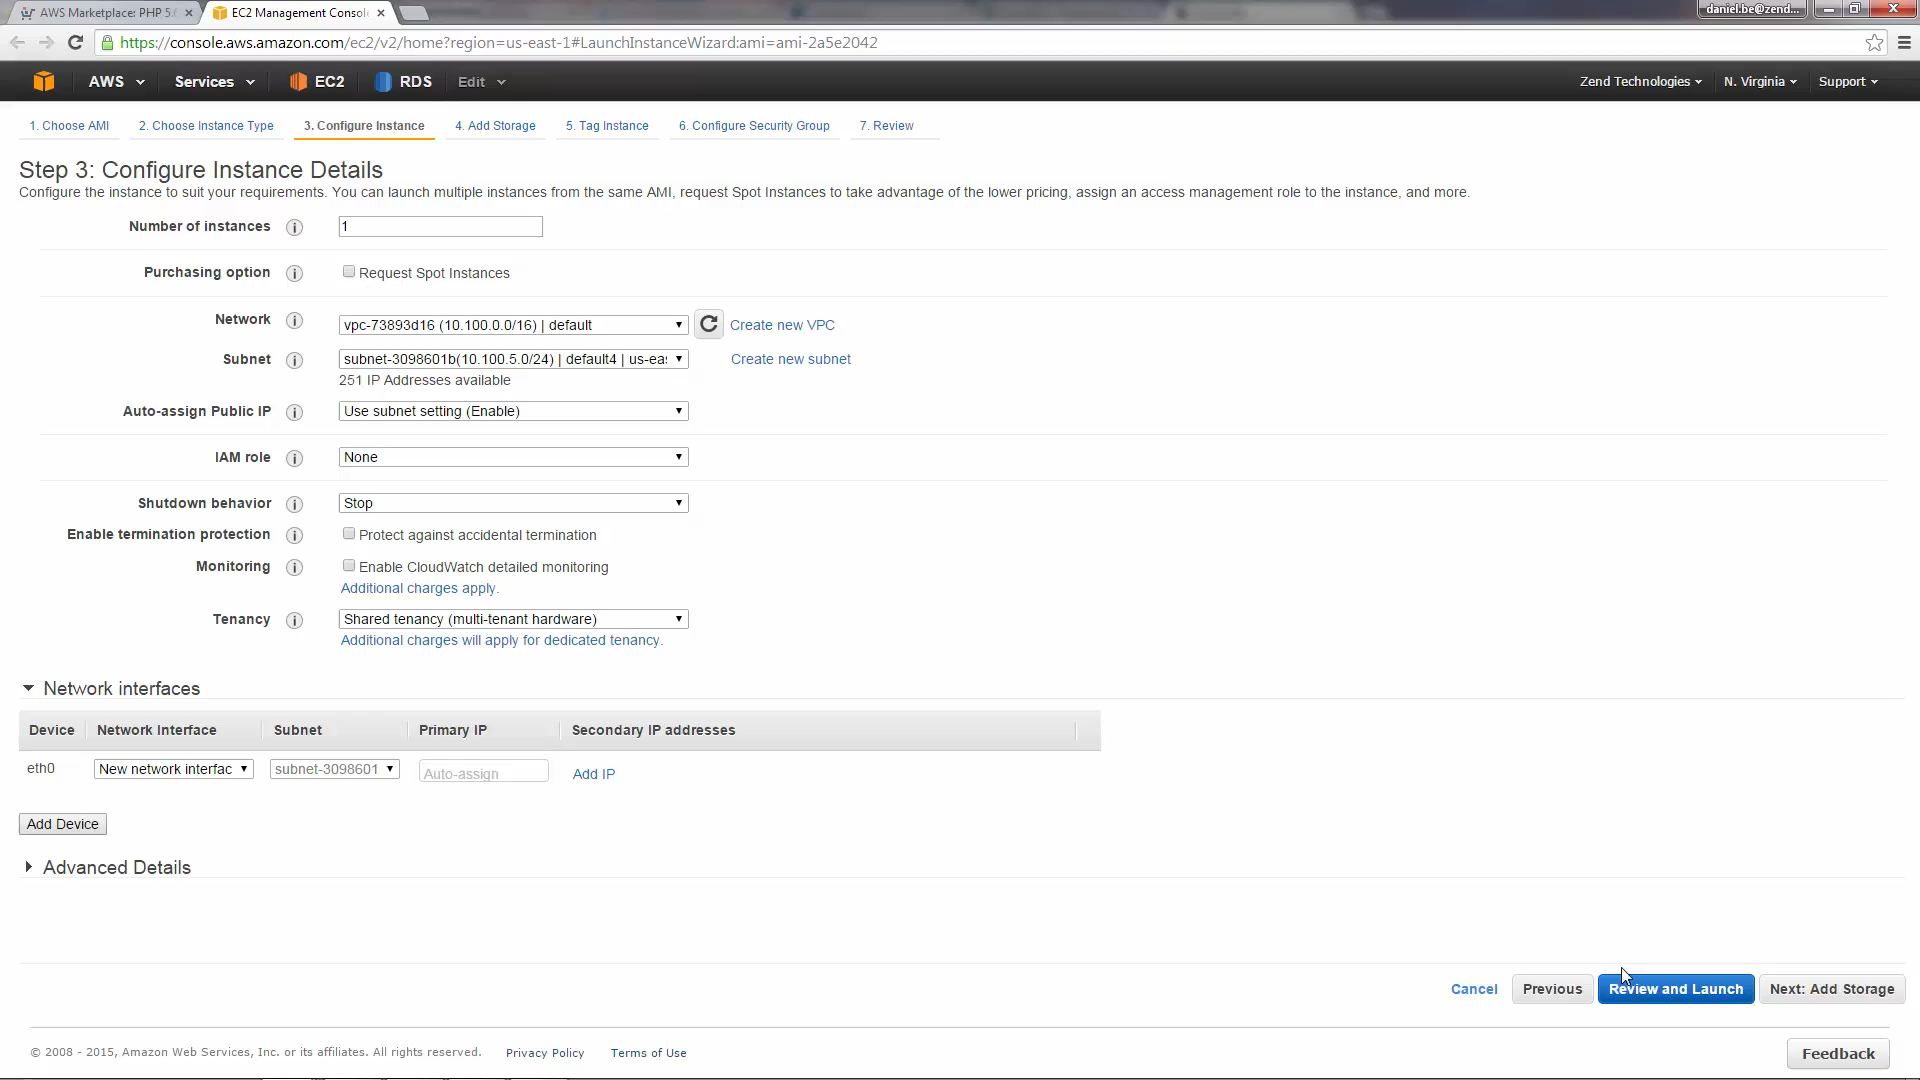 AWS Marketplace: PHP 5.
EC2 Management Consol
daniel.be@zend...
https://console.aws.amazon.com/ec2/v2/home?region=us-east-1#LaunchInstanceWizard:ami=ami-2a5e2042
AWS Services EC2 RDS Edit Zend Technologies N. Virginia Support
1. Choose AMI 2. Choose Instance Type 3. Configure Instance 4. Add Storage 5. Tag Instance 6. Configure Security Group 7. Review
Step 3: Configure Instance Details
Configure the instance to suit your requirements. You can launch multiple instances from the same AMI, request Spot Instances to take advantage of the lower pricing, assign an access management role to the instance, and more.
Number of instances i 1
Purchasing option i Request Spot Instances
Network i vpc-73893d16 (10.100.0.0/16) | default Create new VPC
Subnet i subnet-3098601b(10.100.5.0/24) | default4 | us-eas Create new subnet
251 IP Addresses available
Auto-assign Public IP i Use subnet setting (Enable)
IAM role i None
Shutdown behavior i Stop
Enable termination protection i Protect against accidental termination
Monitoring i Enable CloudWatch detailed monitoring
Additional charges apply.
Tenancy i Shared tenancy (multi-tenant hardware)
Additional charges will apply for dedicated tenancy.
Network interfaces
Device Network Interface Subnet Primary IP Secondary IP addresses
eth0 New network interfac subnet-3098601 Auto-assign Add IP
Add Device
Advanced Details
Cancel Previous Review and Launch Next: Add Storage
© 2008 - 2015, Amazon Web Services, Inc. or its affiliates. All rights reserved. Privacy Policy Terms of Use
Feedback